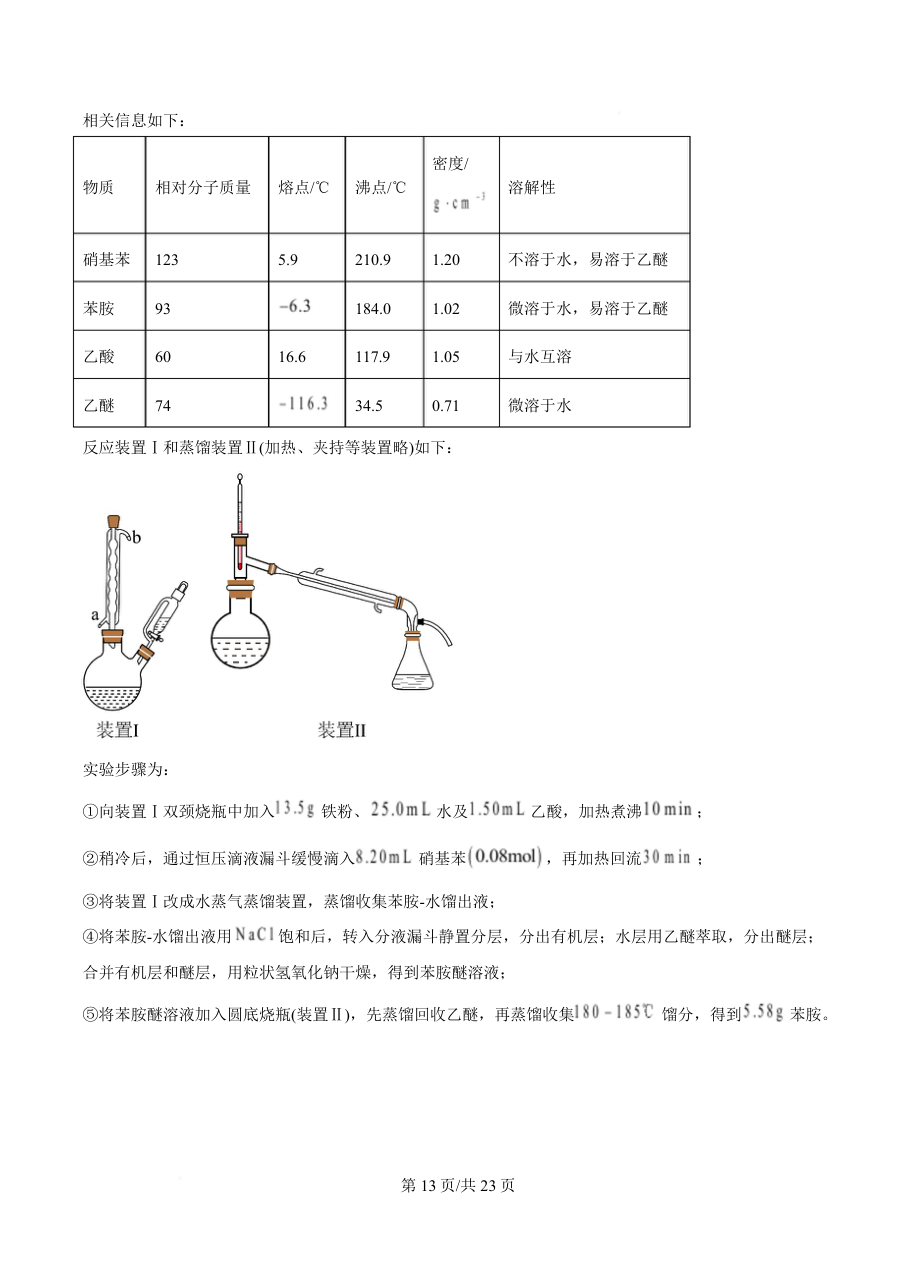 相关信息如下：
物质 相对分子质量 熔点/℃ 沸点/℃ 密度/ g·cm⁻³ 溶解性
硝基苯 123 5.9 210.9 1.20 不溶于水，易溶于乙醚
苯胺 93 −6.3 184.0 1.02 微溶于水，易溶于乙醚
乙酸 60 16.6 117.9 1.05 与水互溶
乙醚 74 −116.3 34.5 0.71 微溶于水
反应装置Ⅰ和蒸馏装置Ⅱ(加热、夹持等装置略)如下：
b
a
装置Ⅰ 装置Ⅱ
实验步骤为：
①向装置Ⅰ双颈烧瓶中加入13.5g铁粉、25.0mL水及1.50mL乙酸，加热煮沸10min；
②稍冷后，通过恒压滴液漏斗缓慢滴入8.20mL硝基苯(0.08mol)，再加热回流30min；
③将装置Ⅰ改成水蒸气蒸馏装置，蒸馏收集苯胺-水馏出液；
④将苯胺-水馏出液用NaCl饱和后，转入分液漏斗静置分层，分出有机层；水层用乙醚萃取，分出醚层；
合并有机层和醚层，用粒状氢氧化钠干燥，得到苯胺醚溶液；
⑤将苯胺醚溶液加入圆底烧瓶(装置Ⅱ)，先蒸馏回收乙醚，再蒸馏收集180−185℃馏分，得到5.58g苯胺。
第 13 页/共 23 页